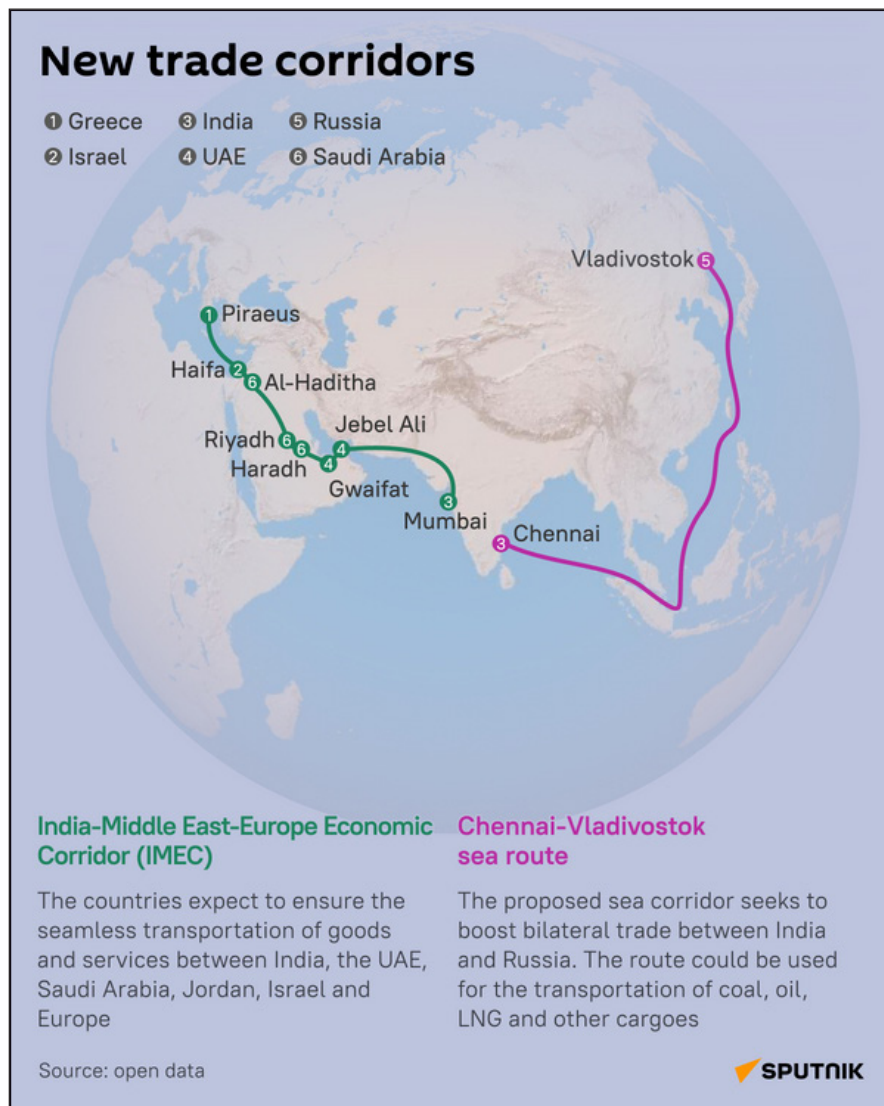 New trade corridors
1 Greece 3 India 5 Russia
2 Israel 4 UAE 6 Saudi Arabia
Vladivostok 5
1 Piraeus
Haifa 2
6 Al-Haditha
Jebel Ali
4
Riyadh 6
6
Haradh
4
Gwaifat
3
Mumbai
Chennai
3
India-Middle East-Europe Economic
Corridor (IMEC)
The countries expect to ensure the
seamless transportation of goods
and services between India, the UAE,
Saudi Arabia, Jordan, Israel and
Europe
Chennai-Vladivostok
sea route
The proposed sea corridor seeks to
boost bilateral trade between India
and Russia. The route could be used
for the transportation of coal, oil,
LNG and other cargoes
Source: open data
SPUTNIK